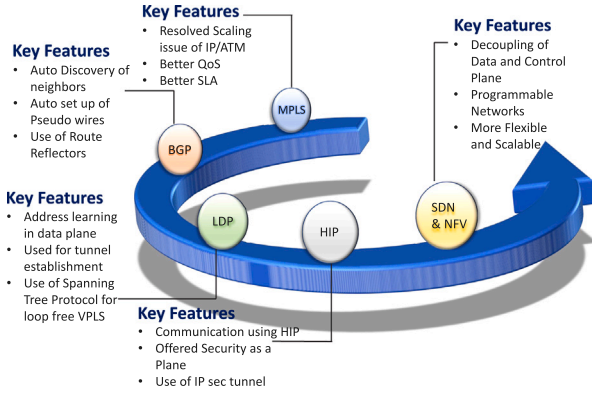 Key Features
• Resolved Scaling
issue of IP/ATM
• Better QoS
• Better SLA
Key Features
• Auto Discovery of
neighbors
• Auto set up of
Pseudo wires
• Use of Route
Reflectors
Key Features
• Decoupling of
Data and Control
Plane
• Programmable
Networks
• More Flexible
and Scalable
MPLS
BGP
LDP
HIP
SDN
& NFV
Key Features
• Address learning
in data plane
• Used for tunnel
establishment
• Use of Spanning
Tree Protocol for
loop free VPLS
Key Features
• Communication using HIP
• Offered Security as a
Plane
• Use of IP sec tunnel